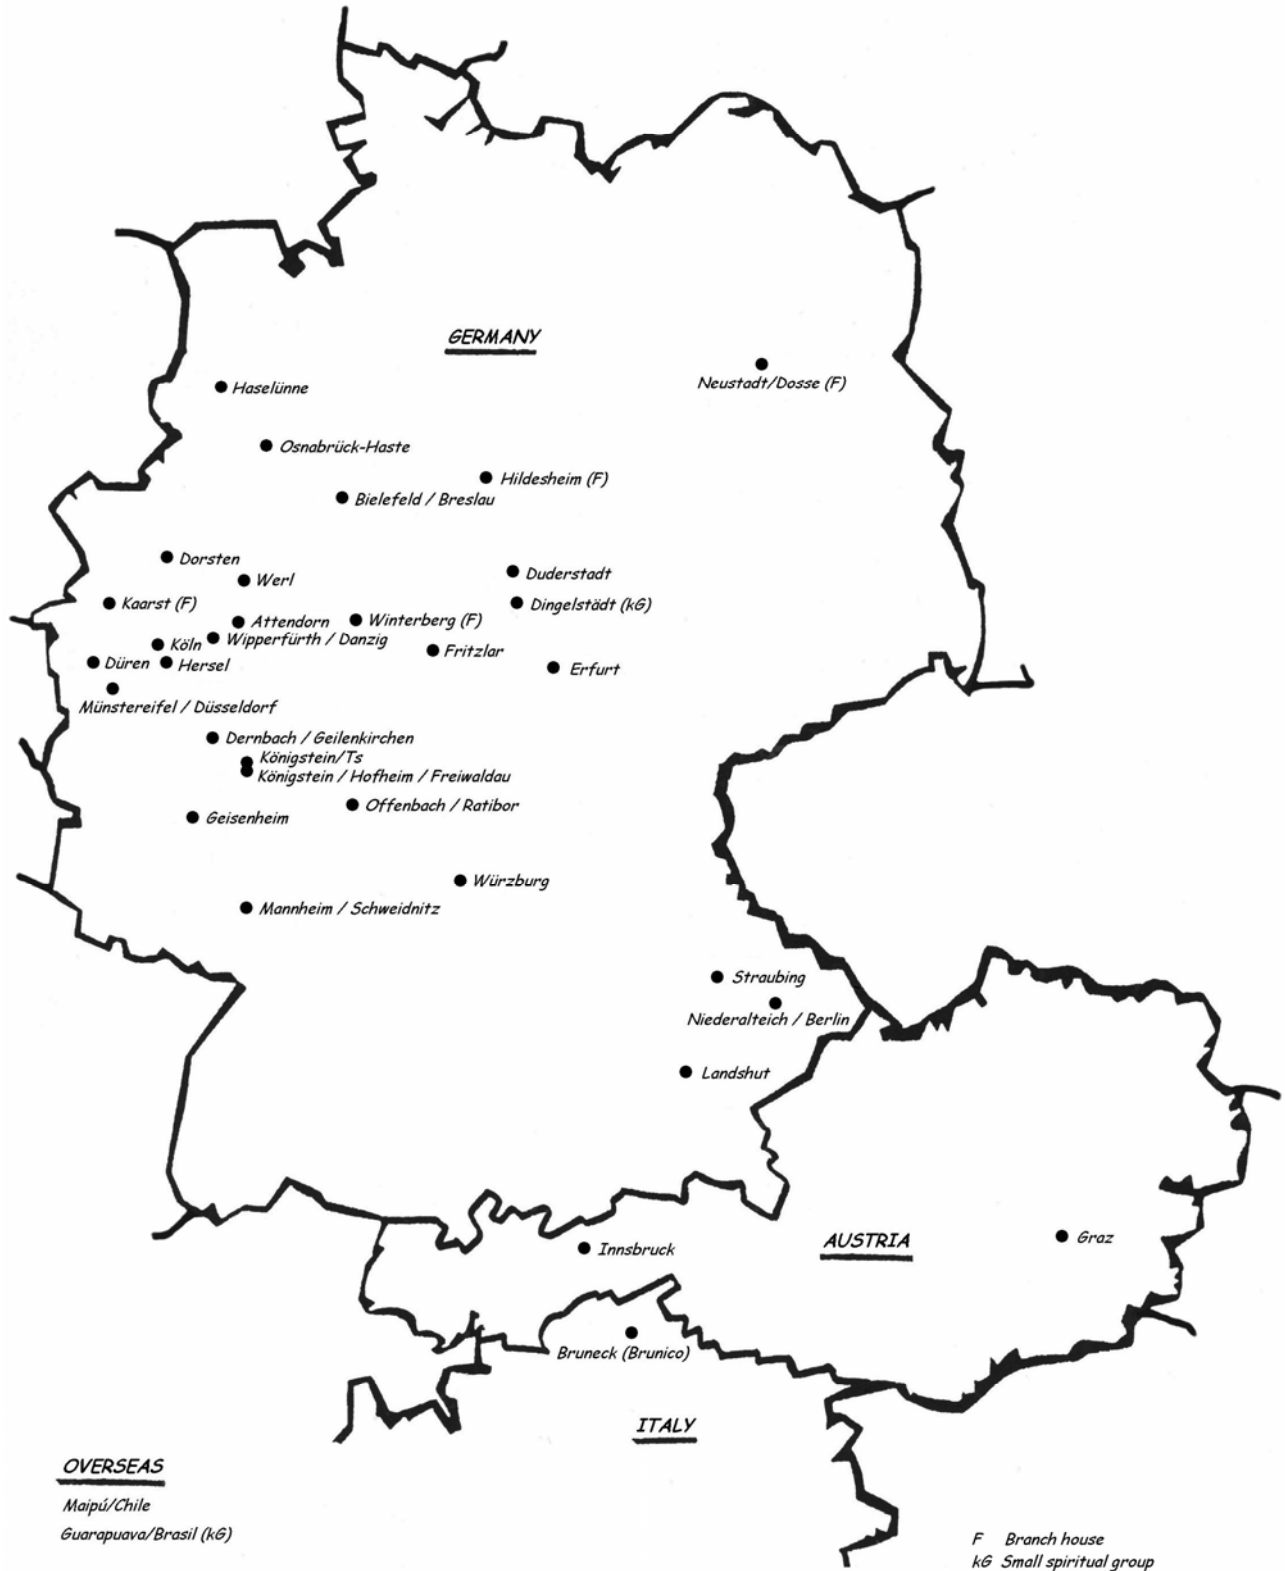 GERMANY
Neustadt/Dosse (F)
Haselünne
Osnabrück-Haste
Hildesheim (F)
Bielefeld / Breslau
Dorsten
Duderstadt
Werl
Kaarst (F)
Dingelstädt (kG)
Attendorn
Winterberg (F)
Wipperfürth / Danzig
Köln
Fritzlar
Düren
Hersel
Erfurt
Münstereifel / Düsseldorf
Dernbach / Geilenkirchen
Königstein/Ts
Königstein / Hofheim / Freiwaldau
Offenbach / Ratibor
Geisenheim
Würzburg
Mannheim / Schweidnitz
Straubing
Niederalteich / Berlin
Landshut
Innsbruck
AUSTRIA
Graz
Bruneck (Brunico)
ITALY
OVERSEAS
Maipú/Chile
Guarapuava/Brasil (kG)
F Branch house
kG Small spiritual group